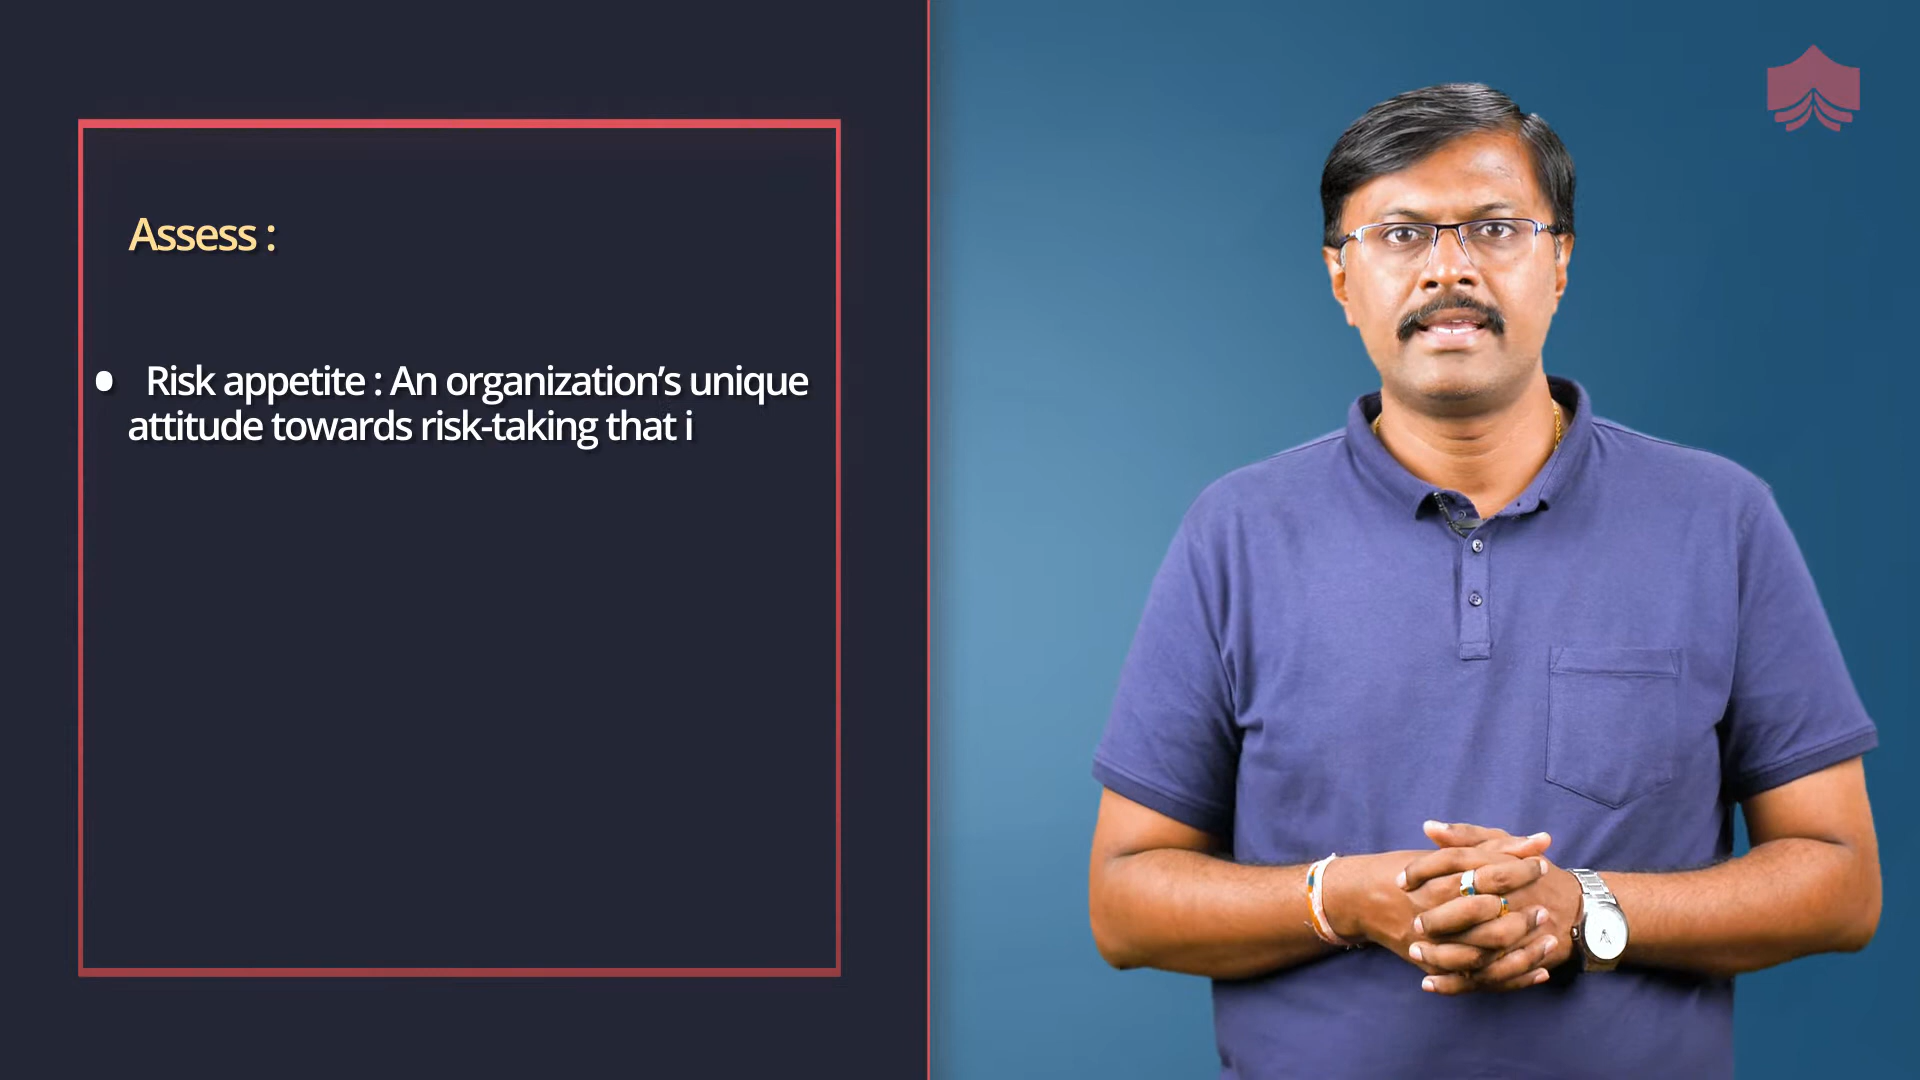 Assess :
• Risk appetite : An organization’s unique
attitude towards risk-taking that i